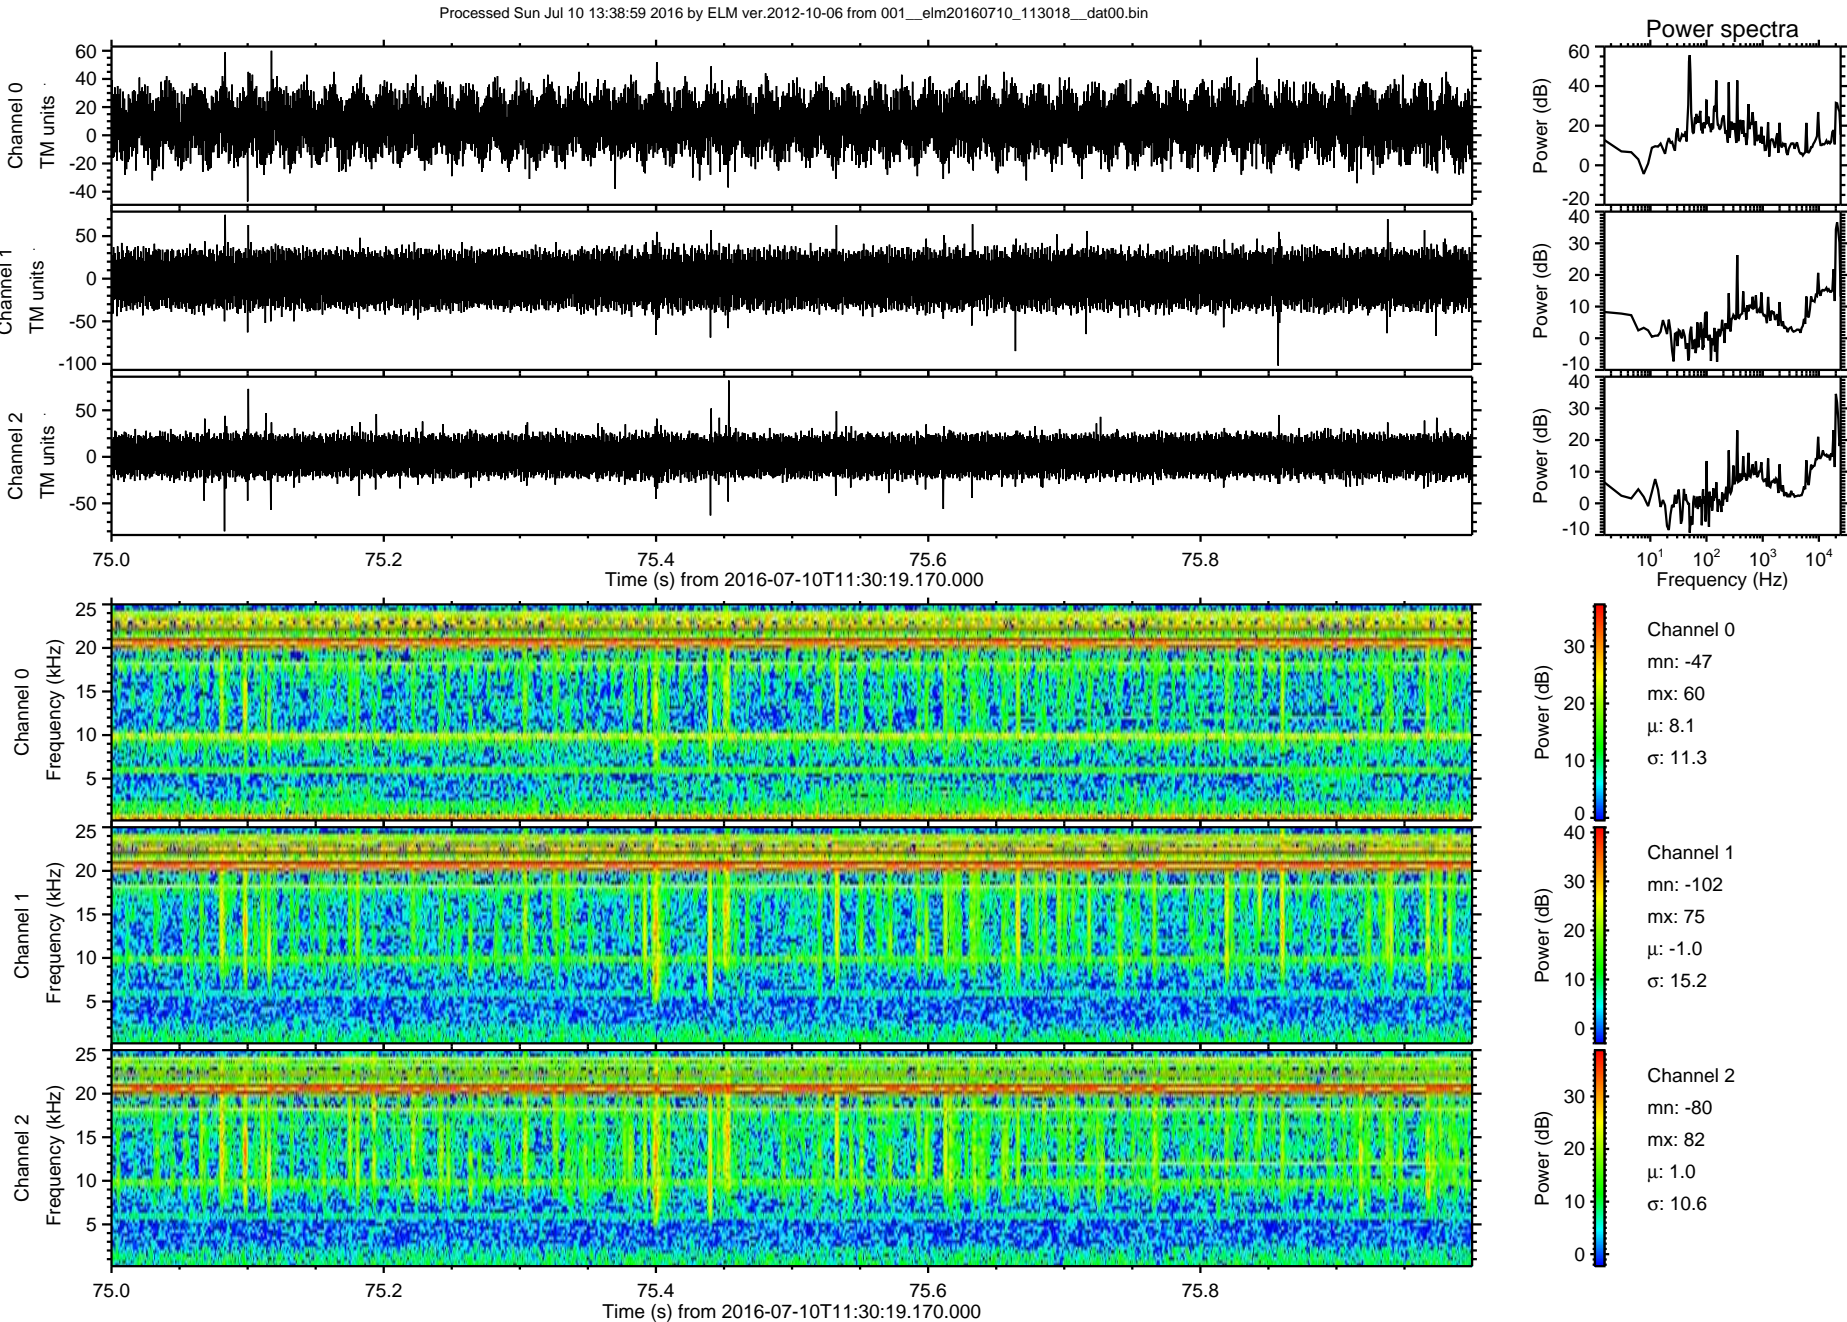 Processed Sun Jul 10 13:38:59 2016 by ELM ver.2012-10-06 from 001__elm20160710_113018__dat00.bin
Power spectra
Channel 0
TM units
60
40
20
0
-20
-40
Power (dB)
60
40
20
0
-20
Channel 1
TM units
50
0
-50
-100
Power (dB)
40
30
20
10
0
-10
Channel 2
TM units
50
0
-50
Power (dB)
40
30
20
10
0
-10
75.0 75.2 75.4 75.6 75.8
Time (s) from 2016-07-10T11:30:19.170.000
10^1 10^2 10^3 10^4
Frequency (Hz)
Channel 0
Frequency (kHz)
25
20
15
10
5
Power (dB)
30
20
10
0
Channel 0
mn: -47
mx: 60
μ: 8.1
σ: 11.3
Channel 1
Frequency (kHz)
25
20
15
10
5
Power (dB)
40
30
20
10
0
Channel 1
mn: -102
mx: 75
μ: -1.0
σ: 15.2
Channel 2
Frequency (kHz)
25
20
15
10
5
Power (dB)
30
20
10
0
Channel 2
mn: -80
mx: 82
μ: 1.0
σ: 10.6
75.0 75.2 75.4 75.6 75.8
Time (s) from 2016-07-10T11:30:19.170.000